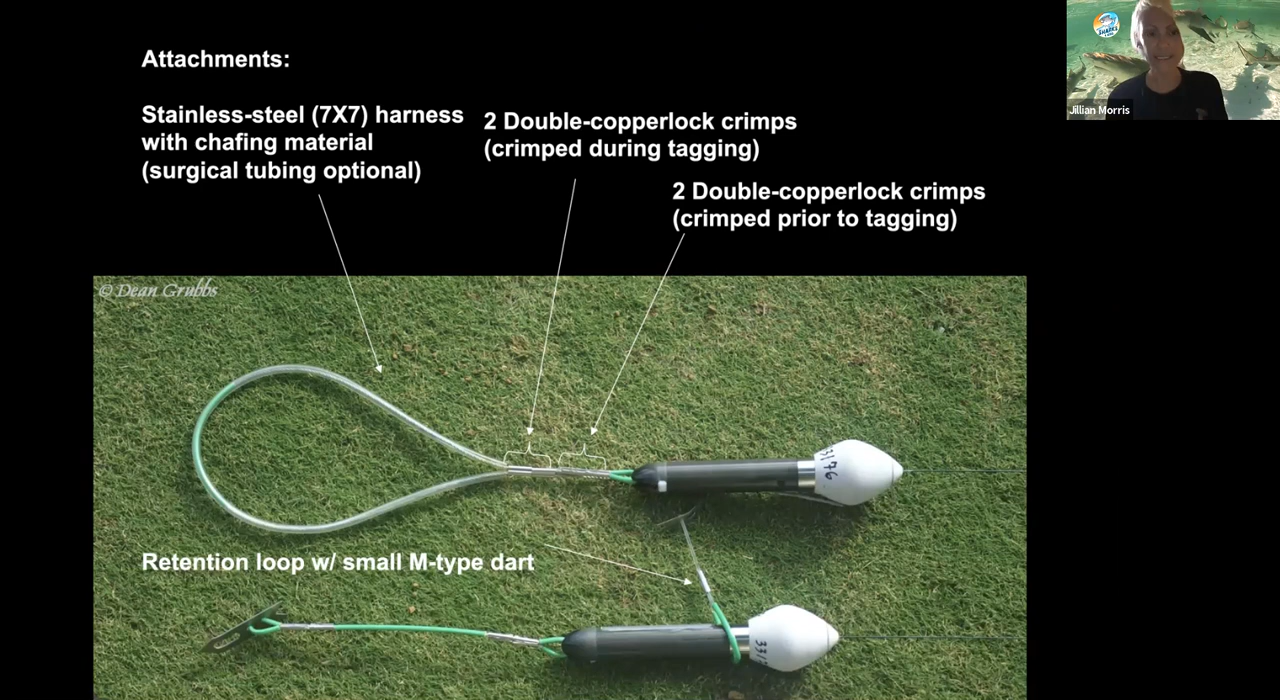 Attachments:
Stainless-steel (7X7) harness
with chafing material
(surgical tubing optional)
2 Double-copperlock crimps
(crimped during tagging)
2 Double-copperlock crimps
(crimped prior to tagging)
Jillian Morris
SHARKS
© Dean Grubbs
Retention loop w/ small M-type dart